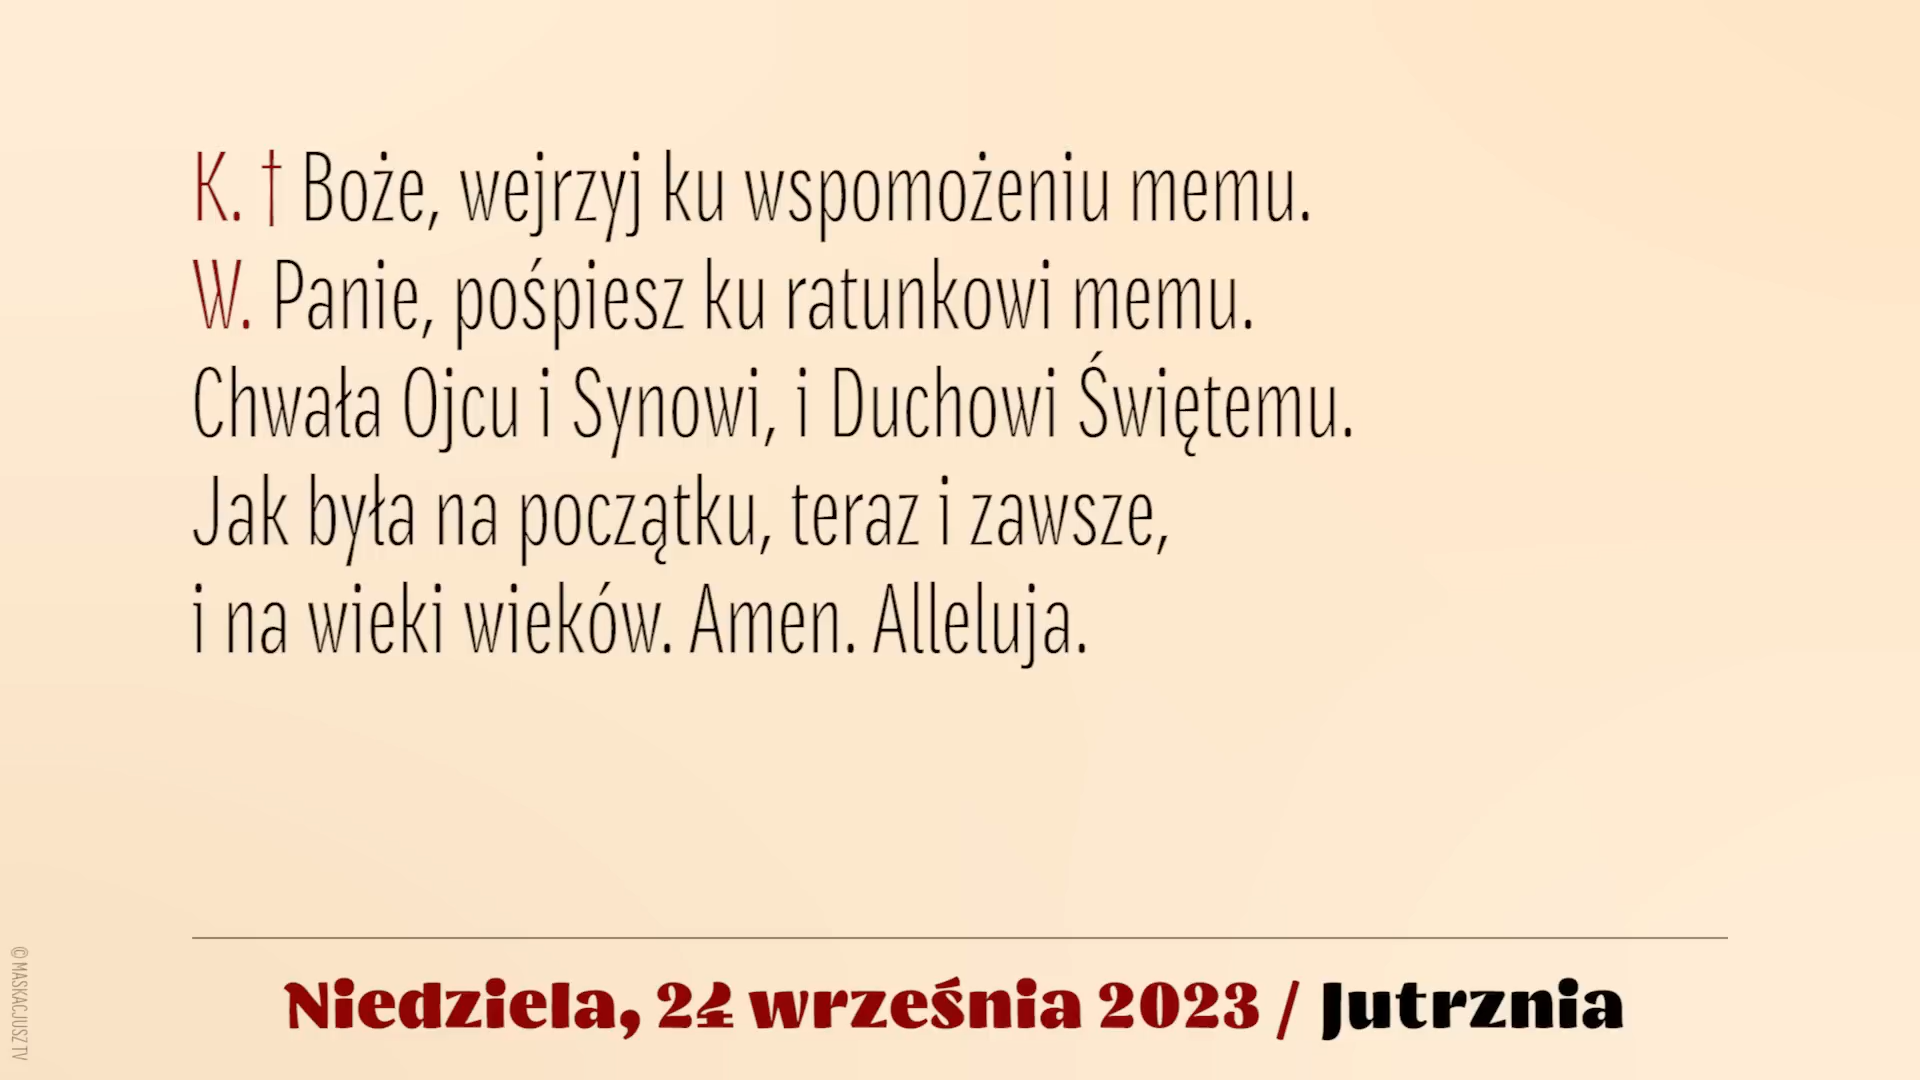 K. † Boże, wejrzyj ku wspomożeniu memu.
W. Panie, pośpiesz ku ratunkowi memu.
Chwała Ojcu i Synowi, i Duchowi Świętemu.
Jak była na początku, teraz i zawsze,
i na wieki wieków. Amen. Alleluja.
Niedziela, 24 września 2023 / Jutrznia
© MASKACJUSZ TV